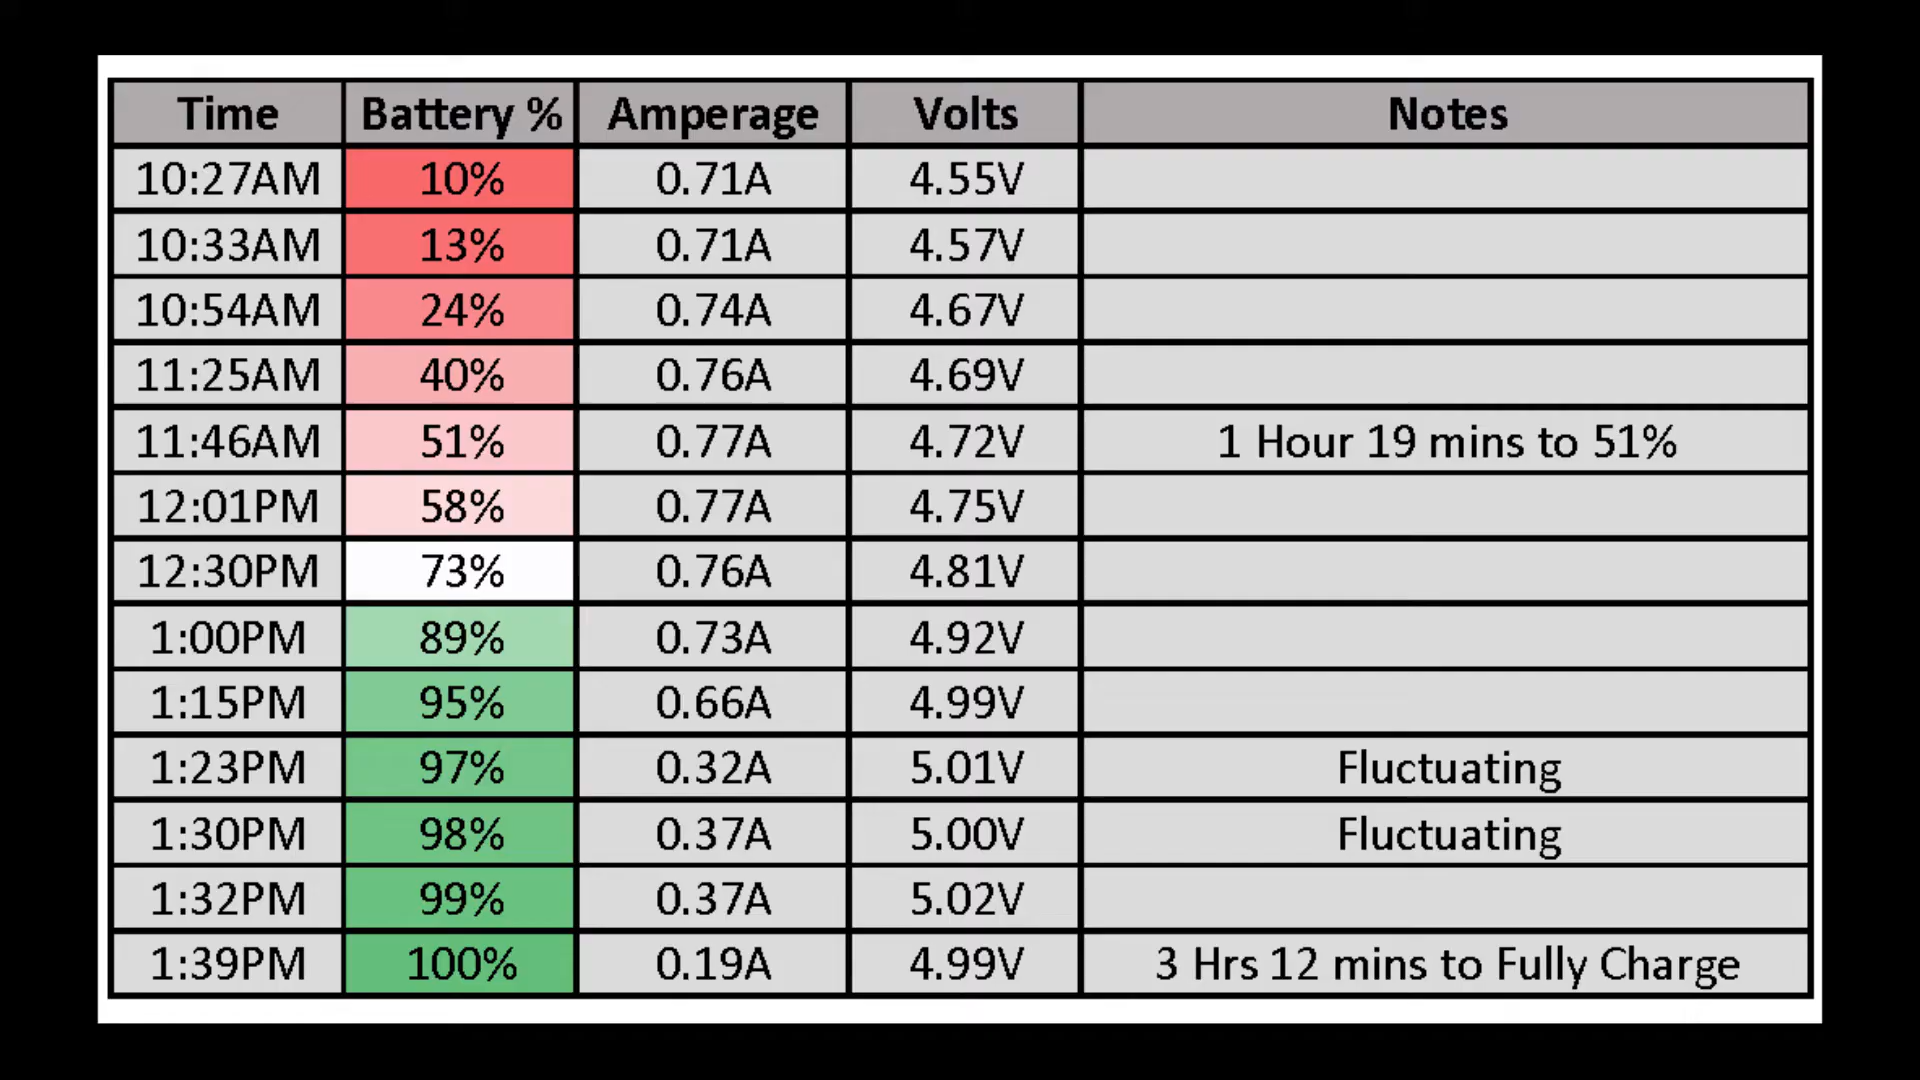 Time Battery % Amperage Volts Notes
10:27AM 10% 0.71A 4.55V
10:33AM 13% 0.71A 4.57V
10:54AM 24% 0.74A 4.67V
11:25AM 40% 0.76A 4.69V
11:46AM 51% 0.77A 4.72V 1 Hour 19 mins to 51%
12:01PM 58% 0.77A 4.75V
12:30PM 73% 0.76A 4.81V
1:00PM 89% 0.73A 4.92V
1:15PM 95% 0.66A 4.99V
1:23PM 97% 0.32A 5.01V Fluctuating
1:30PM 98% 0.37A 5.00V Fluctuating
1:32PM 99% 0.37A 5.02V
1:39PM 100% 0.19A 4.99V 3 Hrs 12 mins to Fully Charge